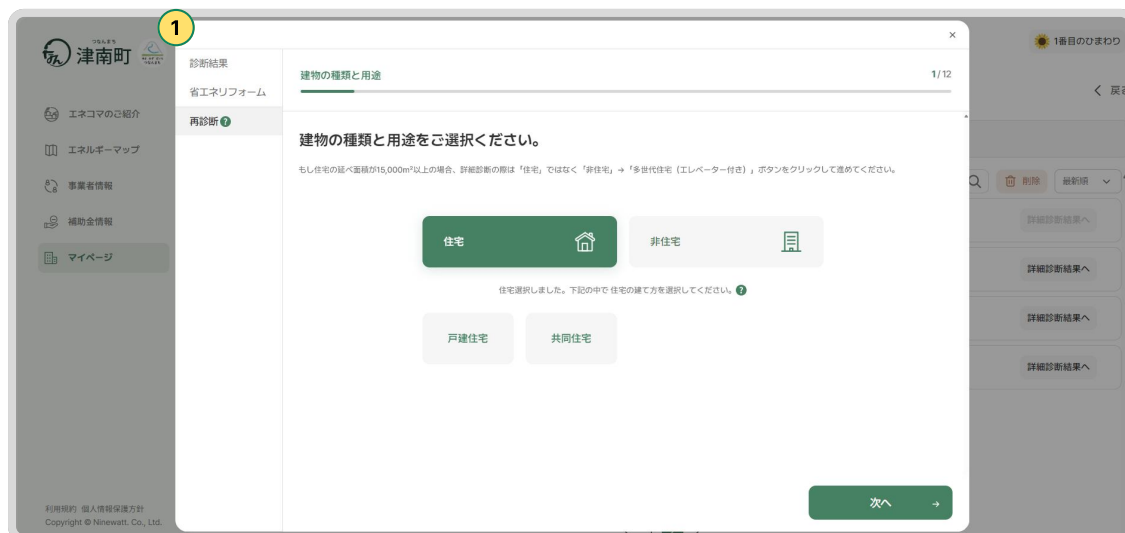 1
つなんまち
津南町
エネコマのご紹介
エネルギーマップ
事業者情報
補助金情報
マイページ
利用規約 個人情報保護方針
Copyright © Ninewatt. Co., Ltd.
診断結果
省エネリフォーム
再診断 ?
×
建物の種類と用途
1 / 12
建物の種類と用途をご選択ください。
もし住宅の延べ面積が15,000m²以上の場合、詳細診断の際は「住宅」ではなく「非住宅」→「多世代住宅（エレベーター付き）」ボタンをクリックして進めてください。
住宅
非住宅
住宅選択しました。下記の中で 住宅の建て方を選択してください。 ?
戸建住宅
共同住宅
次へ →
1番目のひまわり
削除
最新順
詳細診断結果へ
詳細診断結果へ
詳細診断結果へ
詳細診断結果へ